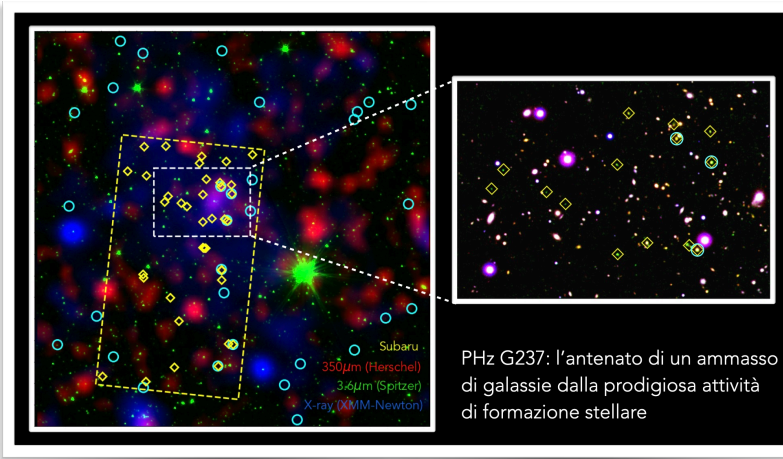 Subaru
350μm (Herschel)
3.6μm (Spitzer)
X-ray (XMM-Newton)
PHz G237: l’antenato di un ammasso
di galassie dalla prodigiosa attività
di formazione stellare